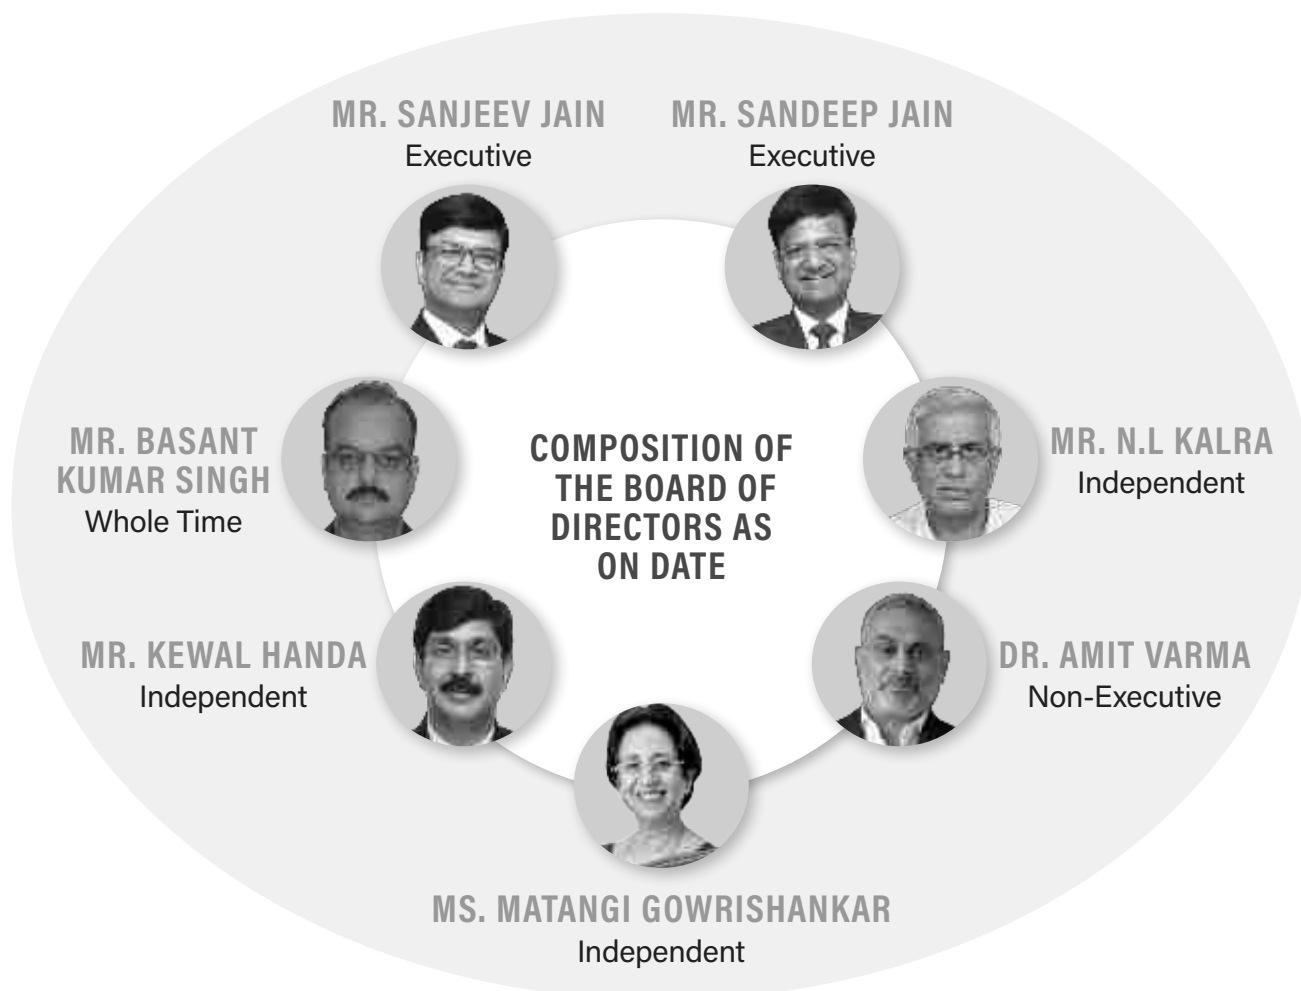 MR. SANJEEV JAIN
Executive
MR. SANDEEP JAIN
Executive
MR. BASANT
KUMAR SINGH
Whole Time
COMPOSITION OF
THE BOARD OF
DIRECTORS AS
ON DATE
MR. N.L KALRA
Independent
MR. KEWAL HANDA
Independent
DR. AMIT VARMA
Non-Executive
MS. MATANGI GOWRISHANKAR
Independent